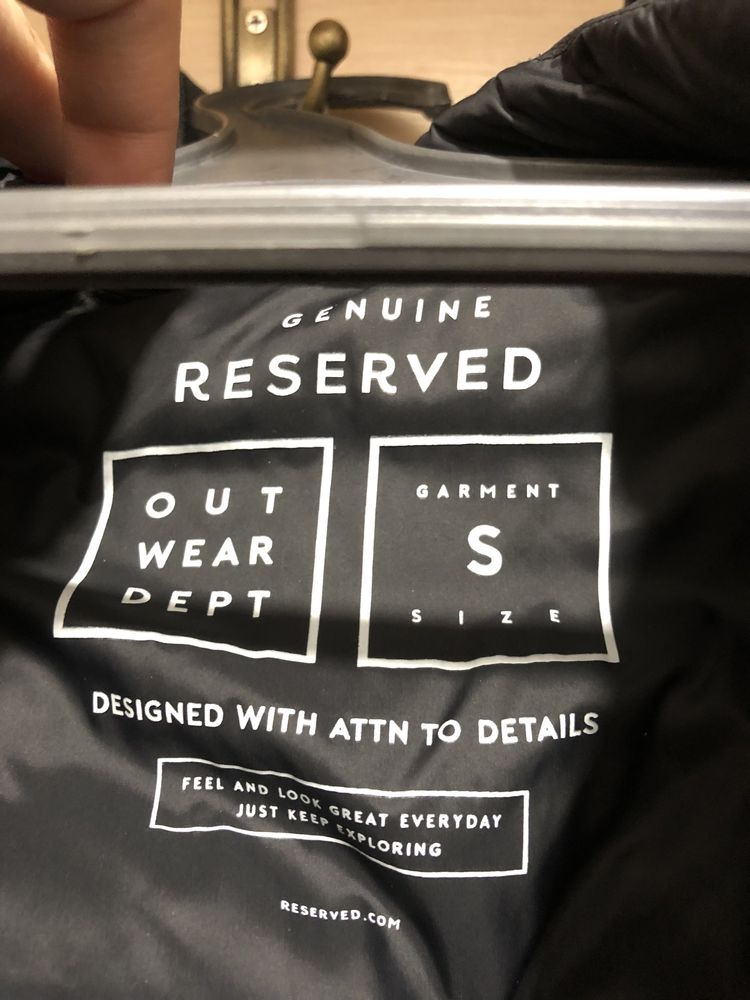 GENUINE
RESERVED
OUT
WEAR
DEPT
GARMENT
S
SIZE
DESIGNED WITH ATTN TO DETAILS
FEEL AND LOOK GREAT EVERYDAY
JUST KEEP EXPLORING
RESERVED.COM